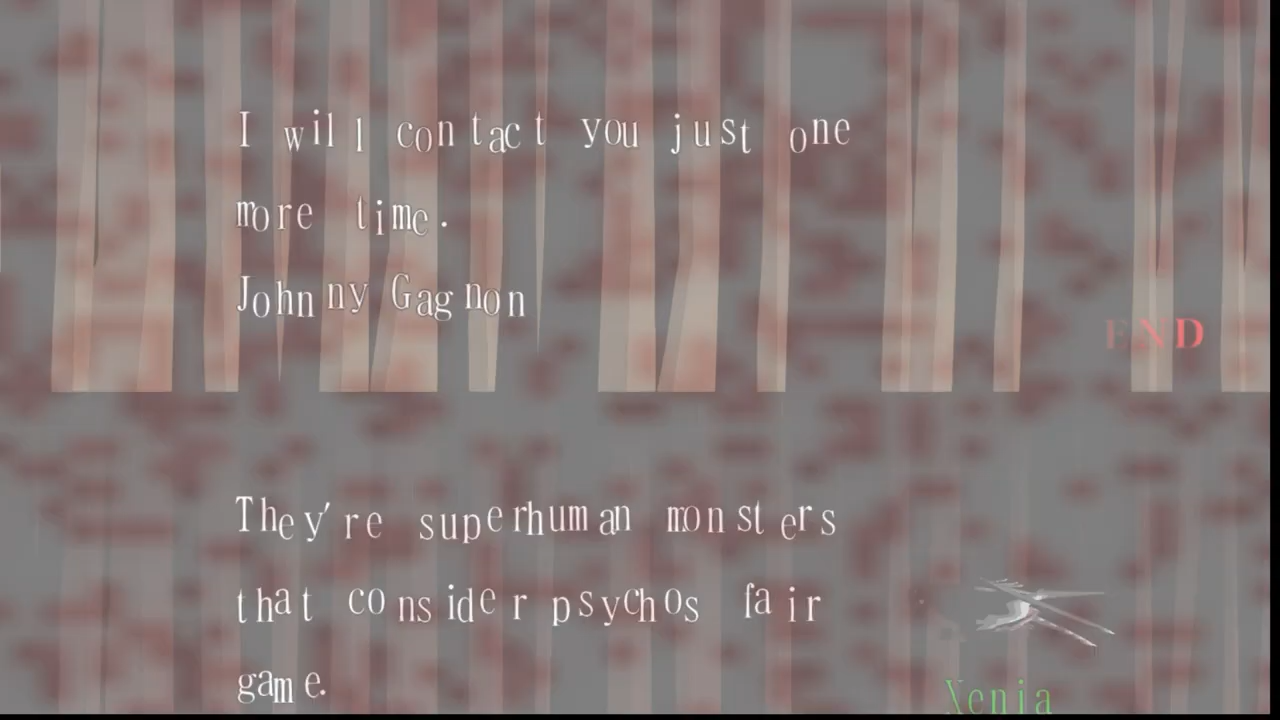 I will contact you just one
more time.
Johnny Gagnon
END
They're superhuman monsters
that consider psychos fair
game.
Xenia